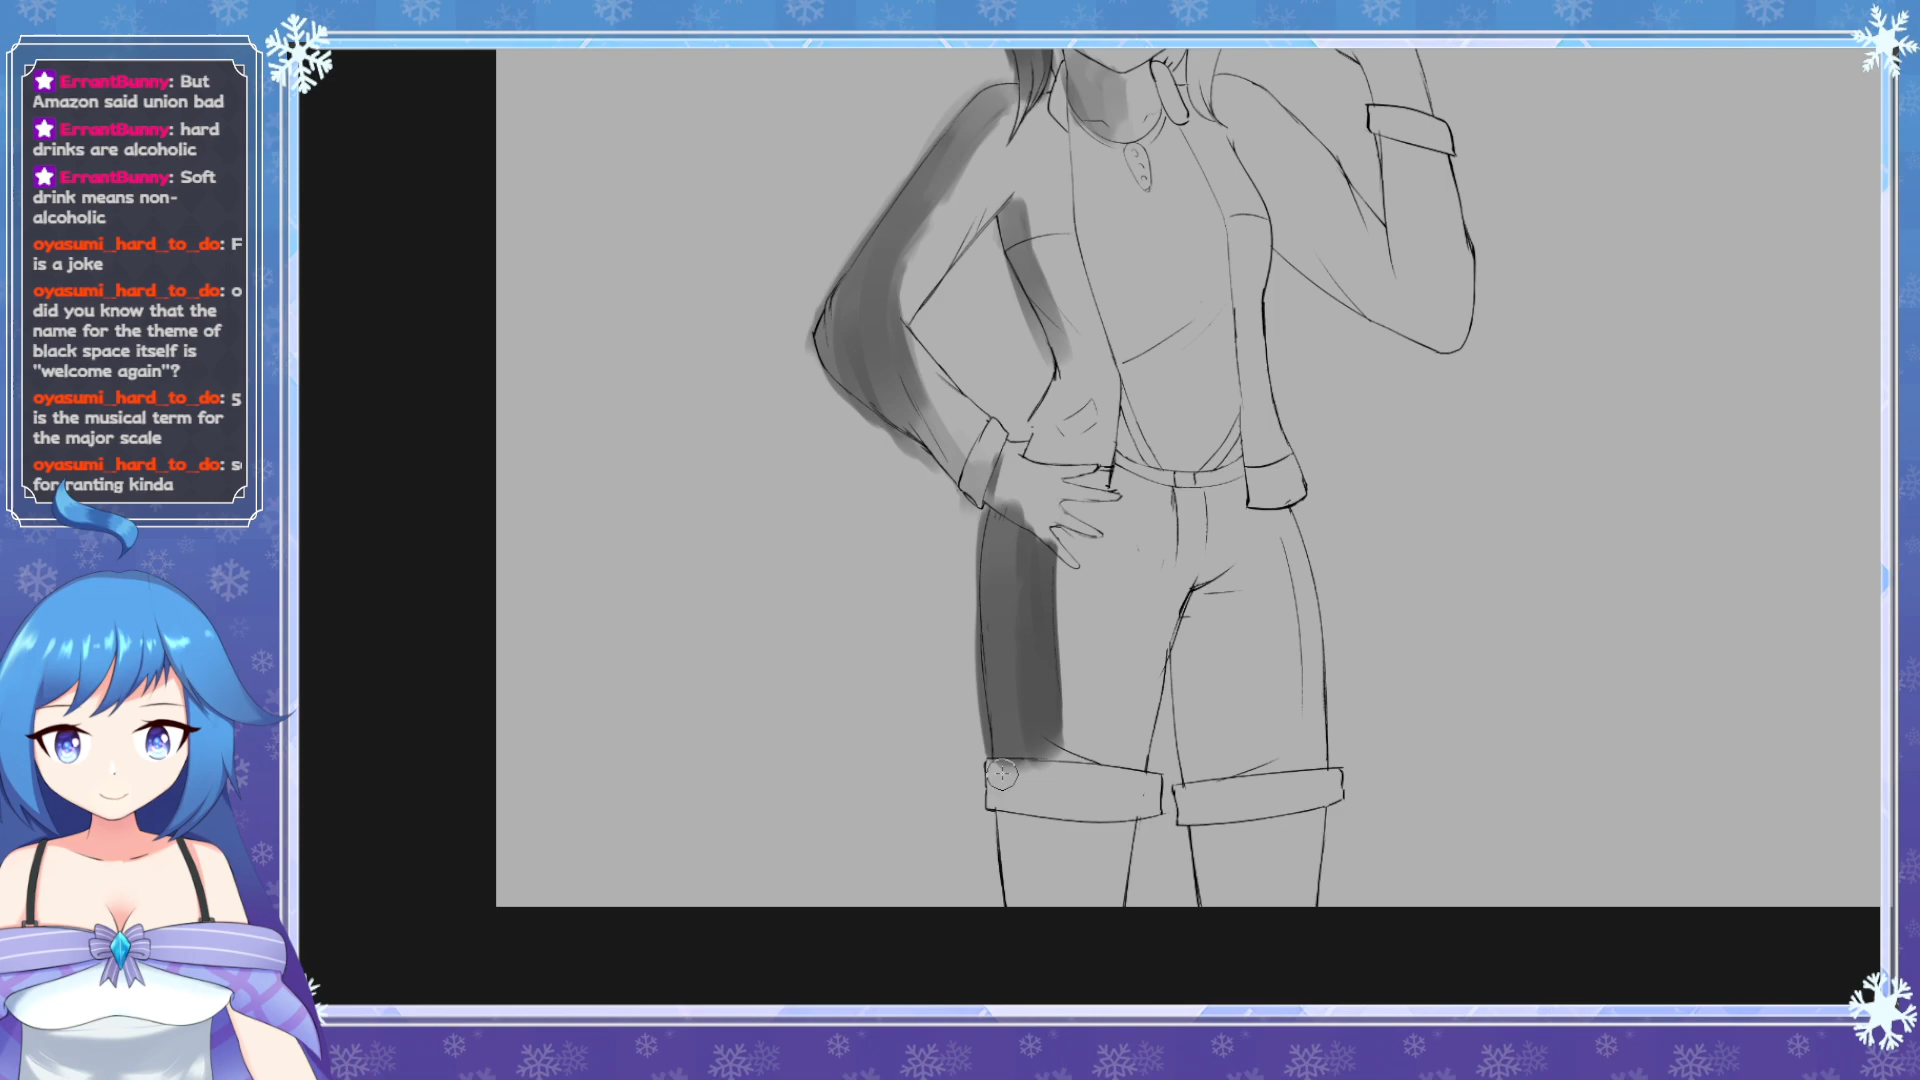 ErrantBunny: But
Amazon said union bad
ErrantBunny: hard
drinks are alcoholic
ErrantBunny: Soft
drink means non-
alcoholic
oyasumi_hard_to_do: F
is a joke
oyasumi_hard_to_do: o
did you know that the
name for the theme of
black space itself is
"welcome again"?
oyasumi_hard_to_do: 5
is the musical term for
the major scale
oyasumi_hard_to_do: s
for ranting kinda